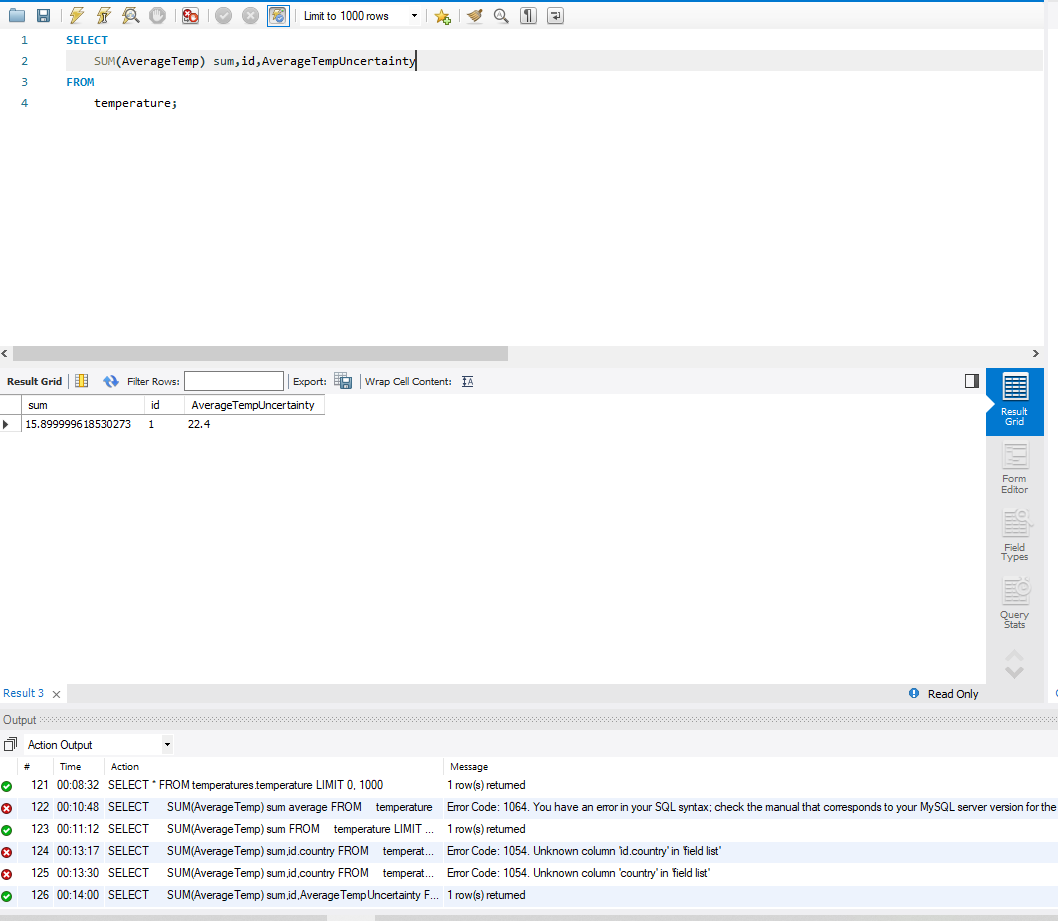 Limit to 1000 rows
1 SELECT
2 SUM(AverageTemp) sum,id,AverageTempUncertainty
3 FROM
4 temperature;
Result Grid Filter Rows: Export: Wrap Cell Content: IA
sum id AverageTempUncertainty
15.899999618530273 1 22.4
Result
Grid
Form
Editor
Field
Types
Query
Stats
Result 3 Read Only
Output
Action Output
# Time Action Message
121 00:08:32 SELECT * FROM temperatures.temperature LIMIT 0, 1000 1 row(s) returned
122 00:10:48 SELECT SUM(AverageTemp) sum average FROM temperature Error Code: 1064. You have an error in your SQL syntax; check the manual that corresponds to your MySQL server version for the
123 00:11:12 SELECT SUM(AverageTemp) sum FROM temperature LIMIT ... 1 row(s) returned
124 00:13:17 SELECT SUM(AverageTemp) sum,id.country FROM temperat... Error Code: 1054. Unknown column 'id.country' in 'field list'
125 00:13:30 SELECT SUM(AverageTemp) sum,id,country FROM temperat... Error Code: 1054. Unknown column 'country' in 'field list'
126 00:14:00 SELECT SUM(AverageTemp) sum,id,AverageTempUncertainty F... 1 row(s) returned